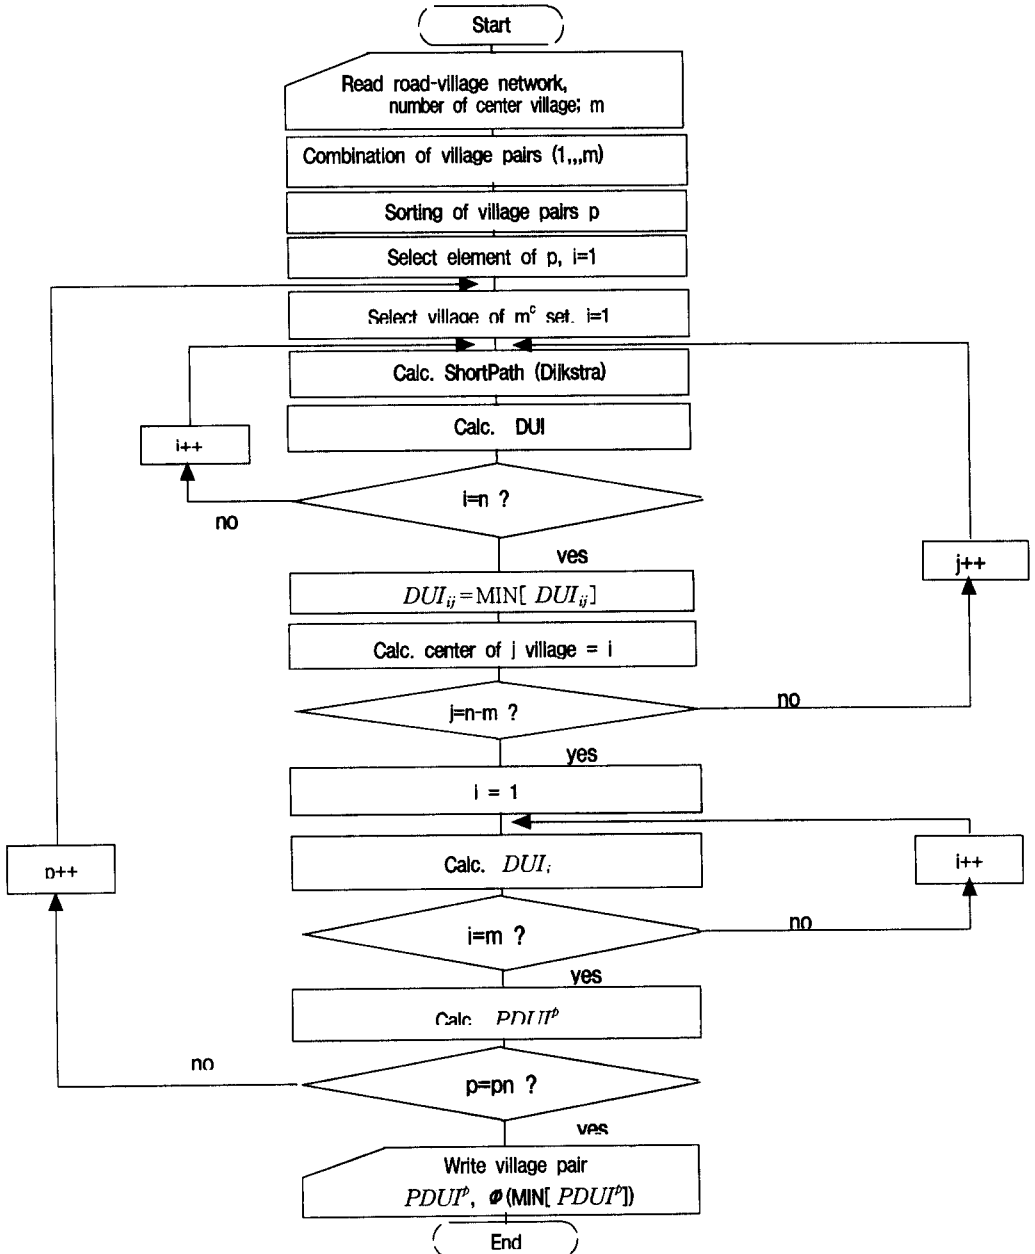 Start
Read road-village network,
number of center village; m
Combination of village pairs (1,,,m)
Sorting of village pairs p
Select element of p, i=1
Select village of m^c set. j=1
Calc. ShortPath (Dijkstra)
Calc. DUI
i++
i=n ?
no
yes
j++
DUI_ij=MIN[ DUI_ij]
Calc. center of j village = i
j=n-m ?
no
yes
i = 1
Calc. DUI_i
p++
i++
i=m ?
no
yes
Calc. PDUI^p
no
p=pn ?
yes
Write village pair
PDUI^p, Φ(MIN[ PDUI^p])
End